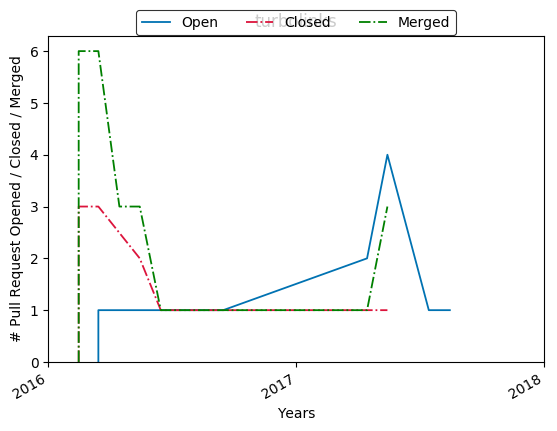 turbolinks
Open Closed Merged
# Pull Request Opened / Closed / Merged
6
5
4
3
2
1
0
2016 2017 2018
Years